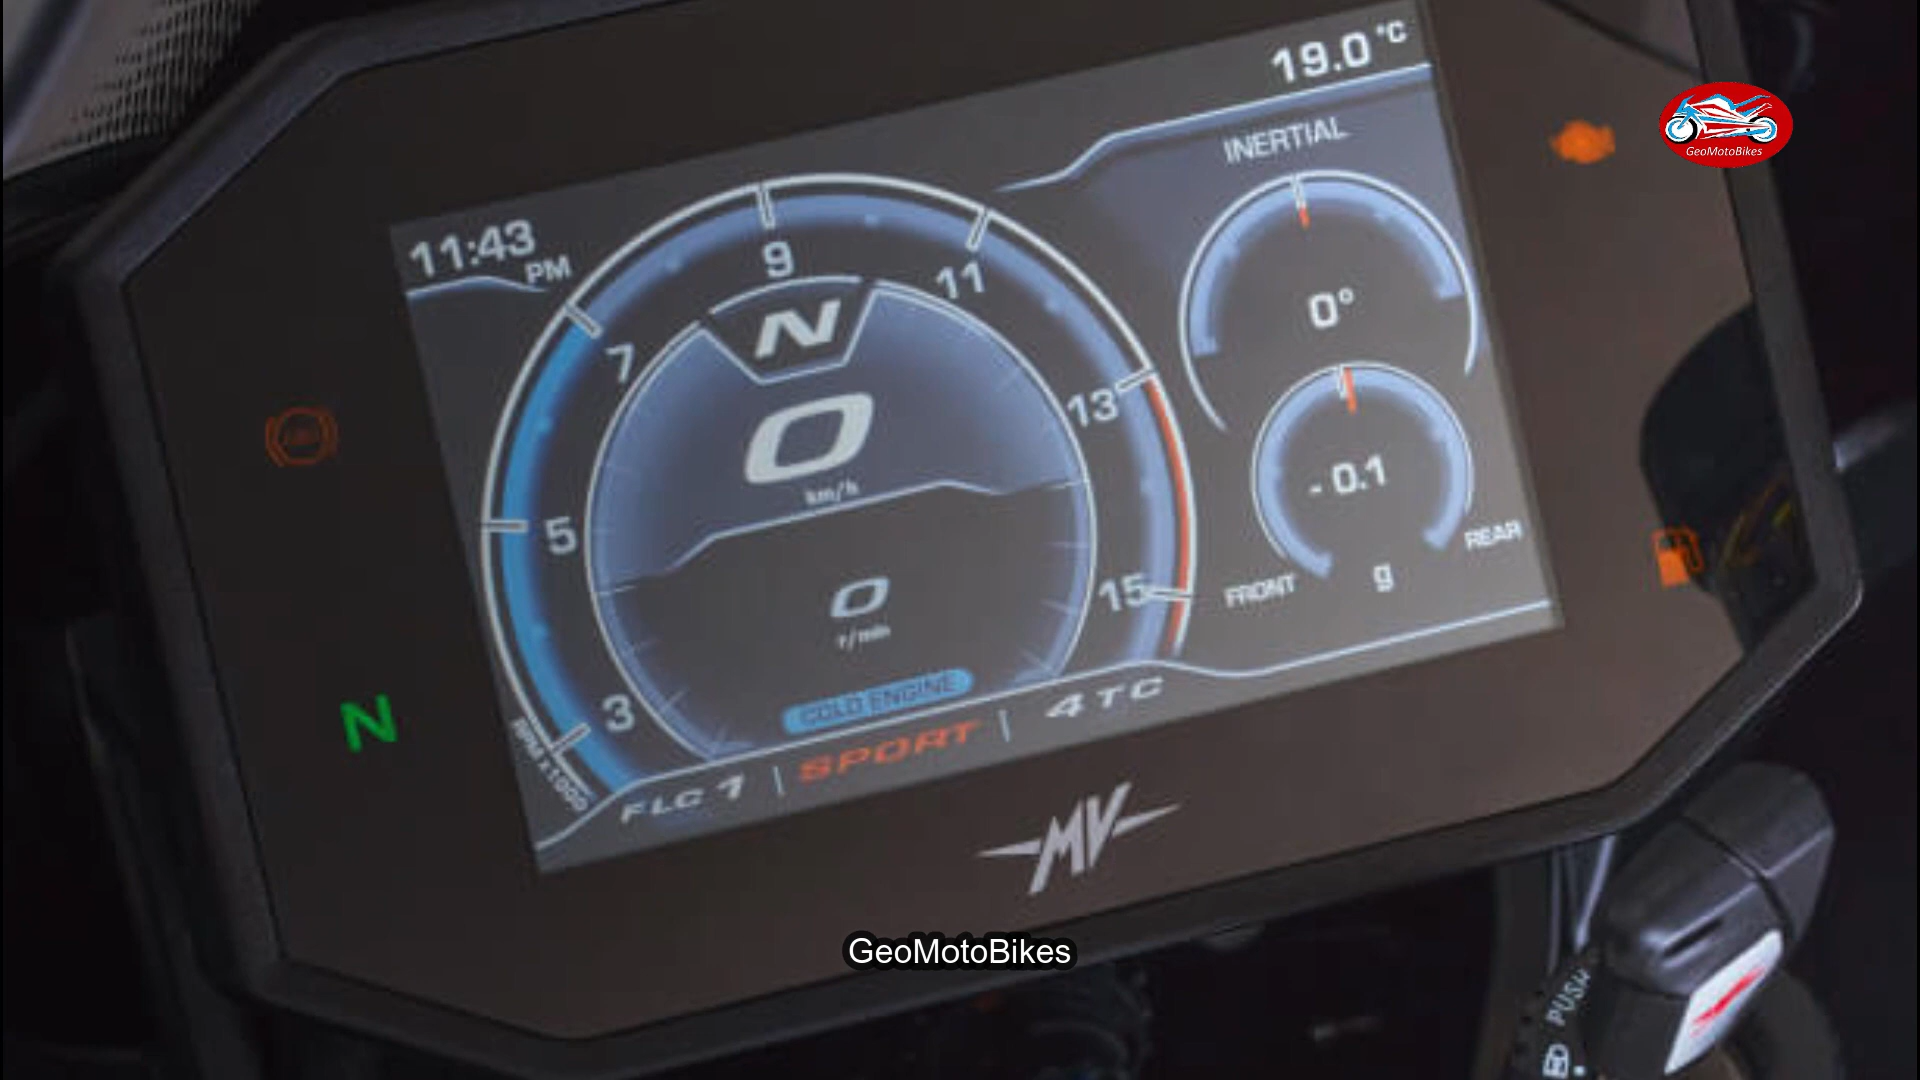 19.0 °C
GeoMotoBikes
INERTIAL
11:43
PM
9
11
7
13
5
15
3
N
0
km/h
0
r/min
COLD ENGINE
RPM x1000
0°
- 0.1
FRONT
REAR
g
FLC 1 | SPORT | 4 TC
N
MV
GeoMotoBikes
PUSH